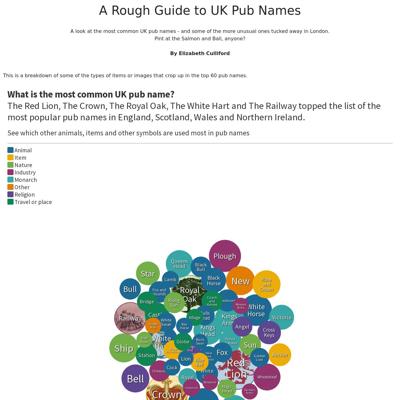 A Rough Guide to UK Pub Names
A look at the most common UK pub names - and some of the more unusual ones tucked away in London.
Pint at the Salmon and Ball, anyone?
By Elizabeth Culliford
This is a breakdown of some of the types of items or images that crop up in the top 60 pub names.
What is the most common UK pub name?
The Red Lion, The Crown, The Royal Oak, The White Hart and The Railway topped the list of the
most popular pub names in England, Scotland, Wales and Northern Ireland.
See which other animals, items and other symbols are used most in pub names
Animal
Item
Nature
Industry
Monarch
Other
Religion
Travel or place
Plough
Queens Head
Black Bull
Star
Lamb
Black Horse
New
Bull
Royal Oak
Bridge
White Horse
Railway
Victoria
Angel
Cross Keys
Kings Arms
Kings Head
Globe
Ship
Station
Sun
Fox
Lion
Cock
Red Lion
Bell
Crown